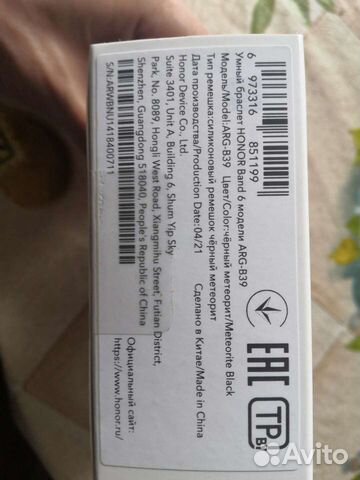 6 973316 851199
Умный браслет HONOR Band 6 модели ARG-B39
Модель/Model:ARG-B39 Цвет/Color:чёрный метеорит/Meteorite Black
Тип ремешка:силиконовый ремешок чёрный метеорит
Дата производства/Production Date:04/21 Сделано в Китае/Made in China
Honor Device Co., Ltd.
Suite 3401, Unit A, Building 6, Shum Yip Sky
Park, No. 8089, Hongli West Road, Xiangmihu Street, Futian District,
Shenzhen, Guangdong 518040, People's Republic of China
S/N:ARWBNU1418400711
Официальный сайт:
https://www.honor.ru/
EAC
TP
BY
Avito